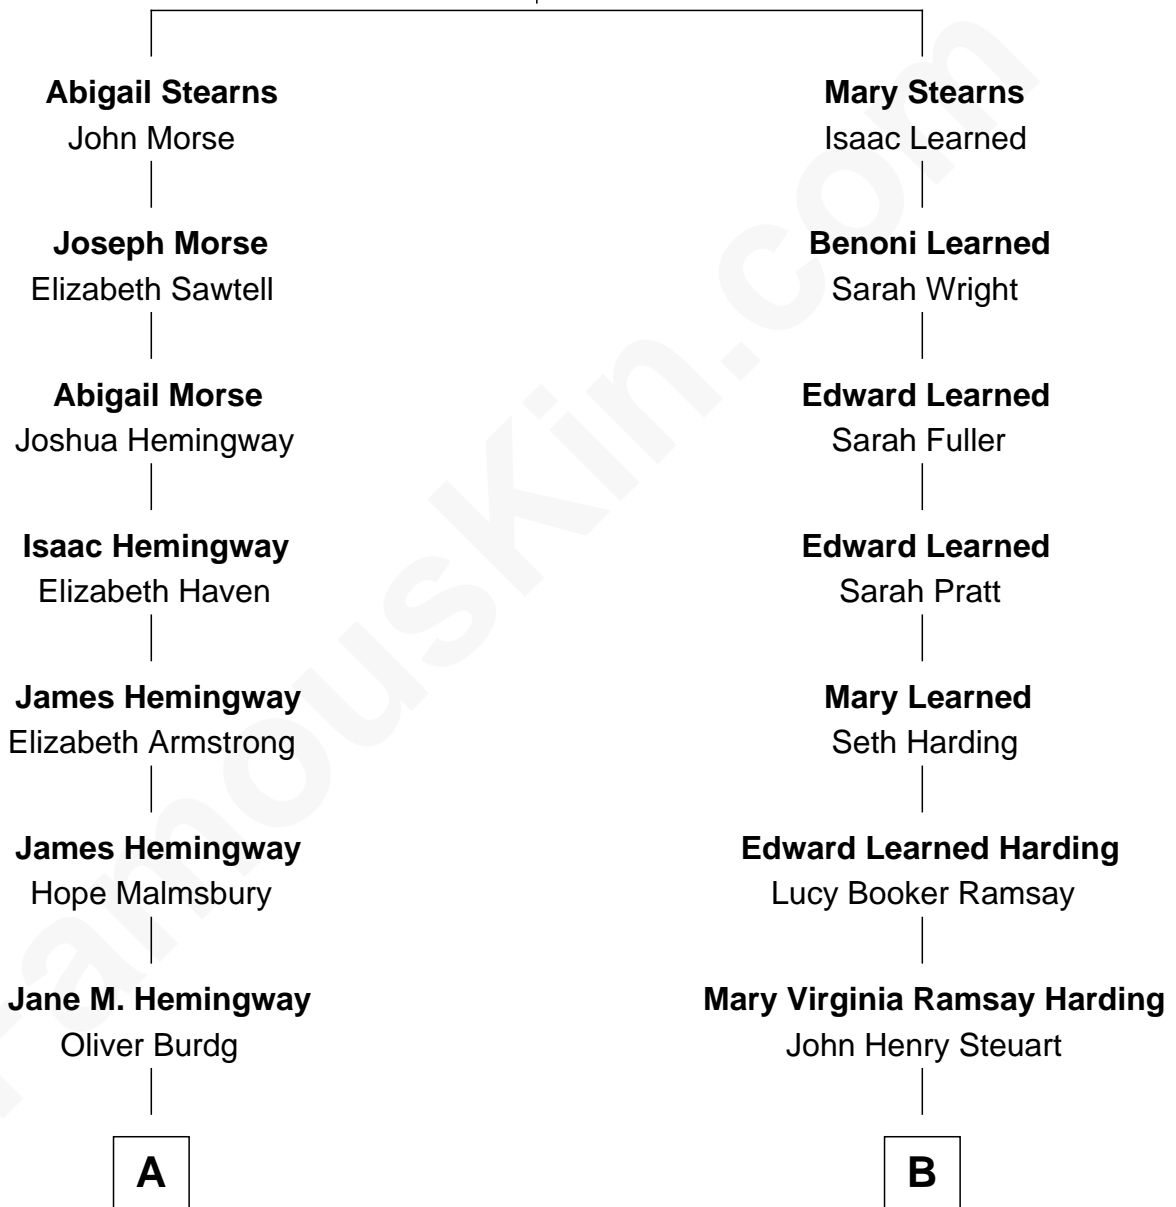 Abigail Stearns
John Morse
Joseph Morse
Elizabeth Sawtell
Abigail Morse
Joshua Hemingway
Isaac Hemingway
Elizabeth Haven
James Hemingway
Elizabeth Armstrong
James Hemingway
Hope Malmsbury
Jane M. Hemingway
Oliver Burdg
A
Mary Stearns
Isaac Learned
Benoni Learned
Sarah Wright
Edward Learned
Sarah Fuller
Edward Learned
Sarah Pratt
Mary Learned
Seth Harding
Edward Learned Harding
Lucy Booker Ramsay
Mary Virginia Ramsay Harding
John Henry Steuart
B
FamousKin.com